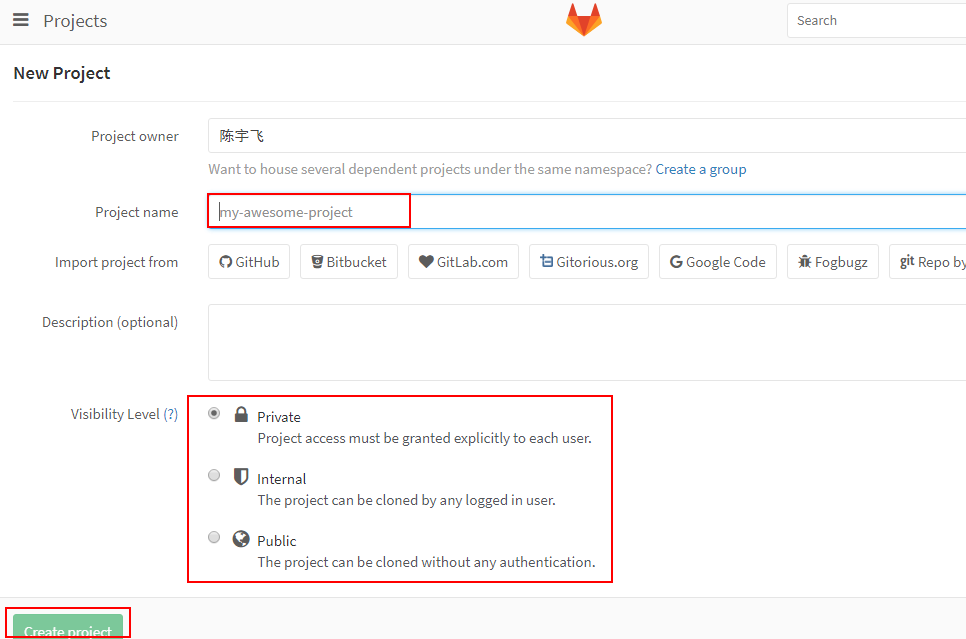 Projects
Search
New Project
Project owner
陈宇飞
Want to house several dependent projects under the same namespace? Create a group
Project name
my-awesome-project
Import project from
GitHub
Bitbucket
GitLab.com
Gitorious.org
Google Code
Fogbugz
git Repo by
Description (optional)
Visibility Level (?)
Private
Project access must be granted explicitly to each user.
Internal
The project can be cloned by any logged in user.
Public
The project can be cloned without any authentication.
Create project